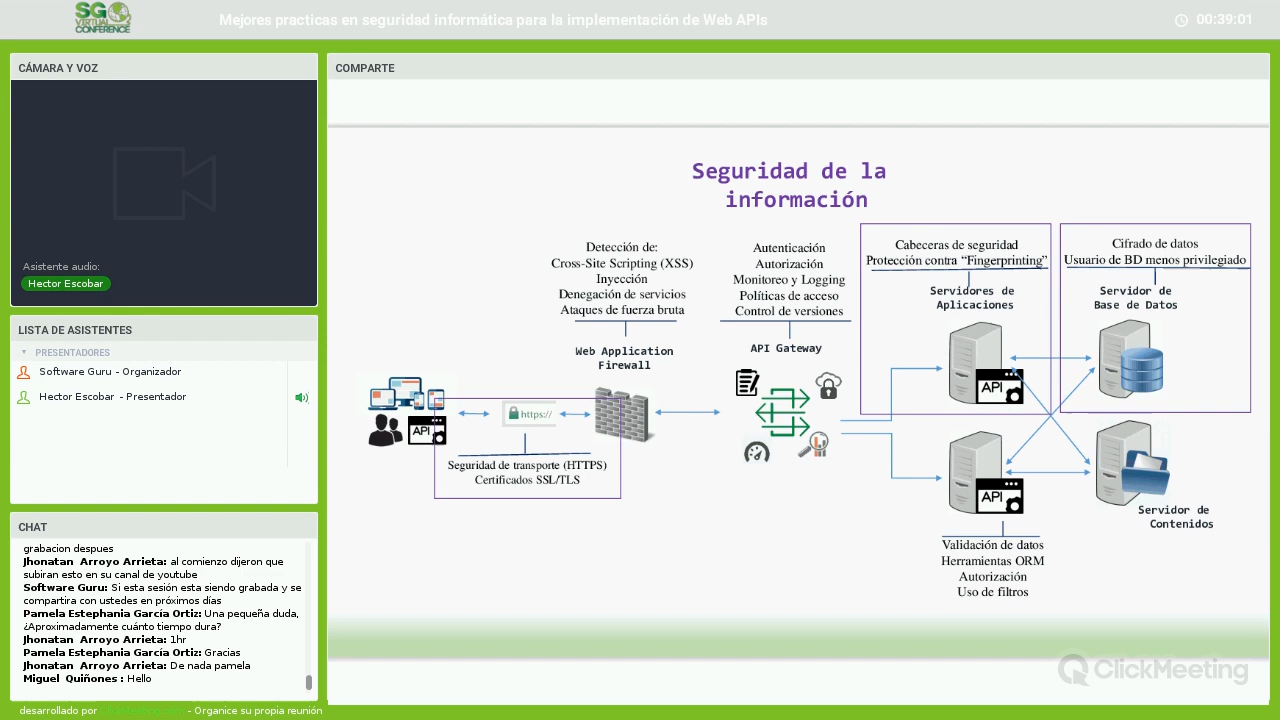 SG
VIRTUAL
CONFERENCE
Mejores practicas en seguridad informática para la implementación de Web APIs
00:39:01
CÁMARA Y VOZ
Asistente audio:
Hector Escobar
LISTA DE ASISTENTES
PRESENTADORES
Software Guru - Organizador
Hector Escobar - Presentador
CHAT
grabacion despues
Jhonatan Arroyo Arrieta: al comienzo dijeron que
subiran esto en su canal de youtube
Software Guru: Si esta sesión esta siendo grabada y se
compartira con ustedes en próximos días
Pamela Estephania García Ortiz: Una pequeña duda,
¿Aproximadamente cuánto tiempo dura?
Jhonatan Arroyo Arrieta: 1hr
Pamela Estephania García Ortiz: Gracias
Jhonatan Arroyo Arrieta: De nada pamela
Miguel Quiñones : Hello
desarrollado por
- Organice su propia reunión
COMPARTE
Seguridad de la
información
Detección de:
Cross-Site Scripting (XSS)
Inyección
Denegación de servicios
Ataques de fuerza bruta
Web Application
Firewall
Autenticación
Autorización
Monitoreo y Logging
Políticas de acceso
Control de versiones
API Gateway
Cabeceras de seguridad
Protección contra “Fingerprinting”
Servidores de
Aplicaciones
Cifrado de datos
Usuario de BD menos privilegiado
Servidor de
Base de Datos
API
https://
Seguridad de transporte (HTTPS)
Certificados SSL/TLS
API
API
Validación de datos
Herramientas ORM
Autorización
Uso de filtros
Servidor de
Contenidos
ClickMeeting